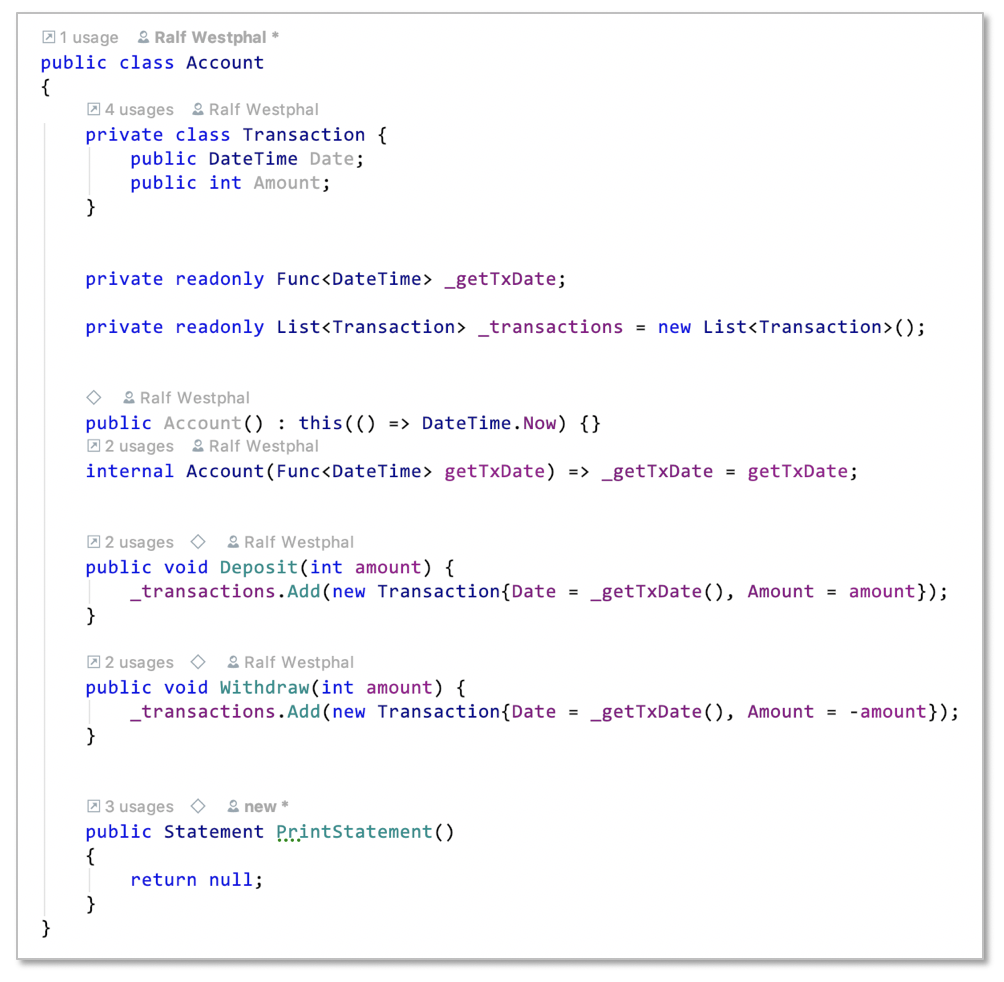 1 usage Ralf Westphal *
public class Account
{
4 usages Ralf Westphal
private class Transaction {
public DateTime Date;
public int Amount;
}
private readonly Func<DateTime> _getTxDate;
private readonly List<Transaction> _transactions = new List<Transaction>();
Ralf Westphal
public Account() : this(() => DateTime.Now) {}
2 usages Ralf Westphal
internal Account(Func<DateTime> getTxDate) => _getTxDate = getTxDate;
2 usages Ralf Westphal
public void Deposit(int amount) {
_transactions.Add(new Transaction{Date = _getTxDate(), Amount = amount});
}
2 usages Ralf Westphal
public void Withdraw(int amount) {
_transactions.Add(new Transaction{Date = _getTxDate(), Amount = -amount});
}
3 usages new *
public Statement PrintStatement()
{
return null;
}
}